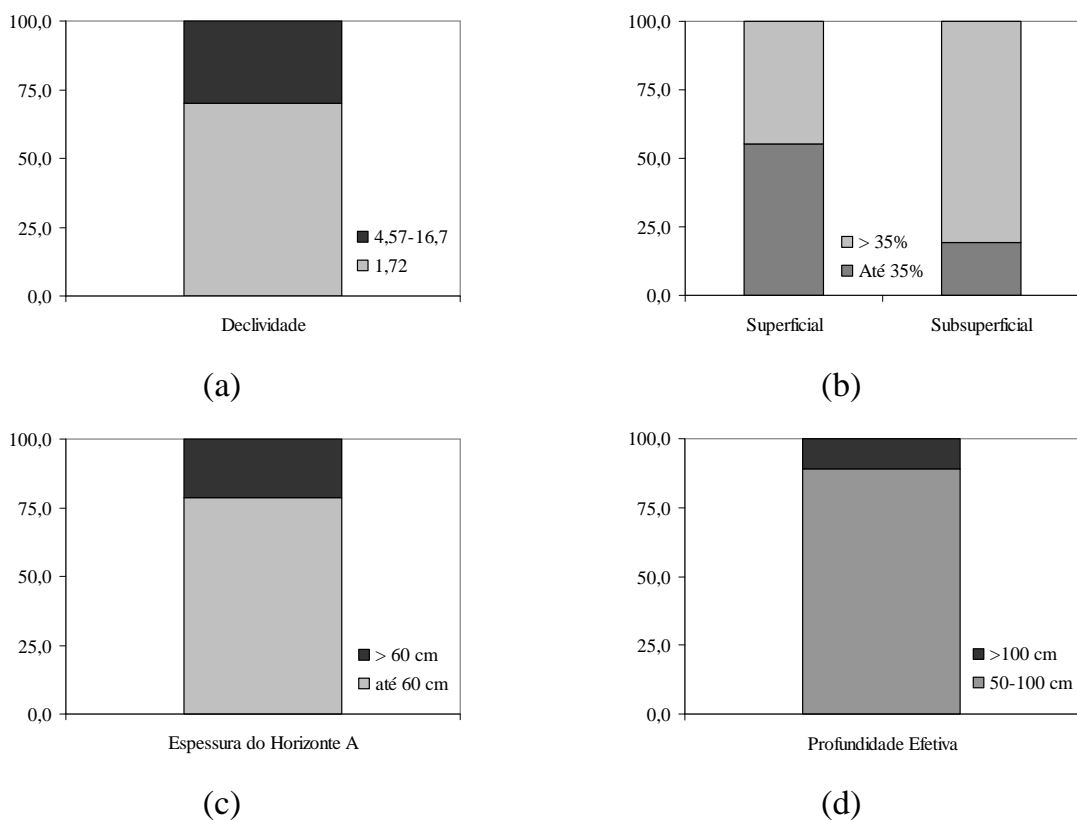 100,0
75,0
50,0
25,0
0,0
4,57-16,7
1,72
Declividade
(a)
100,0
75,0
50,0
25,0
0,0
> 35%
Até 35%
Superficial
Subsuperficial
(b)
100,0
75,0
50,0
25,0
0,0
> 60 cm
até 60 cm
Espessura do Horizonte A
(c)
100,0
75,0
50,0
25,0
0,0
>100 cm
50-100 cm
Profundidade Efetiva
(d)